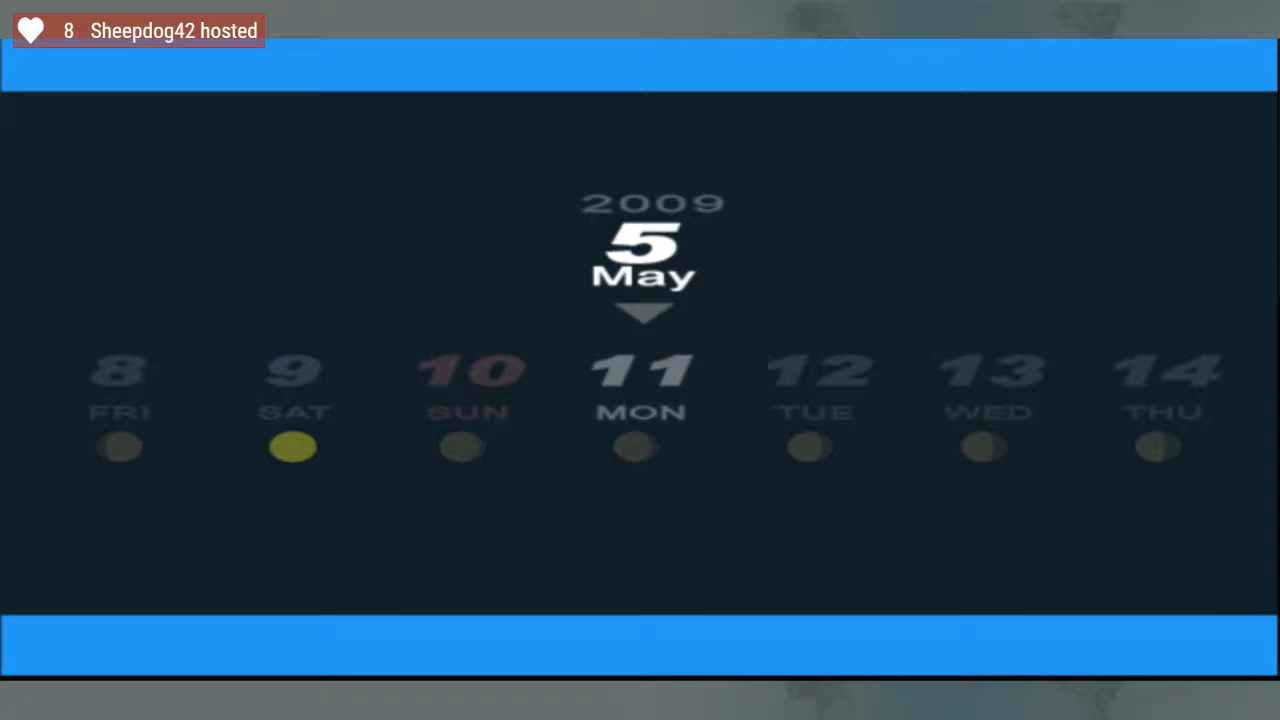 8 Sheepdog42 hosted
2009
5
May
8 9 10 11 12 13 14
FRI SAT SUN MON TUE WED THU